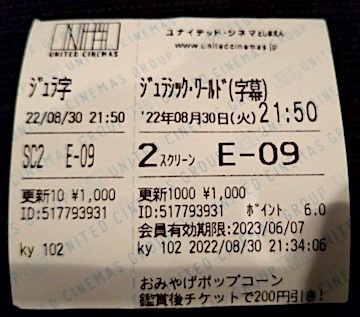 UNITED CINEMAS
ユナイテッド・シネマとしまえん
www.unitedcinemas.jp
ジュラ字
22/08/30 21:50
SC2 E-09
更新10 ¥1,000
ID:517793931
ky 102
ジュラシック・ワールド(字幕)
'22年08月30日(火)21:50
2スクリーン E-09
更新1000 ¥1,000
ID:517793931 ポイント 6.0
会員有効期限:2023/06/07
ky 102 2022/08/30 21:34:06
おみやげポップコーン
鑑賞後チケットで200円引き!